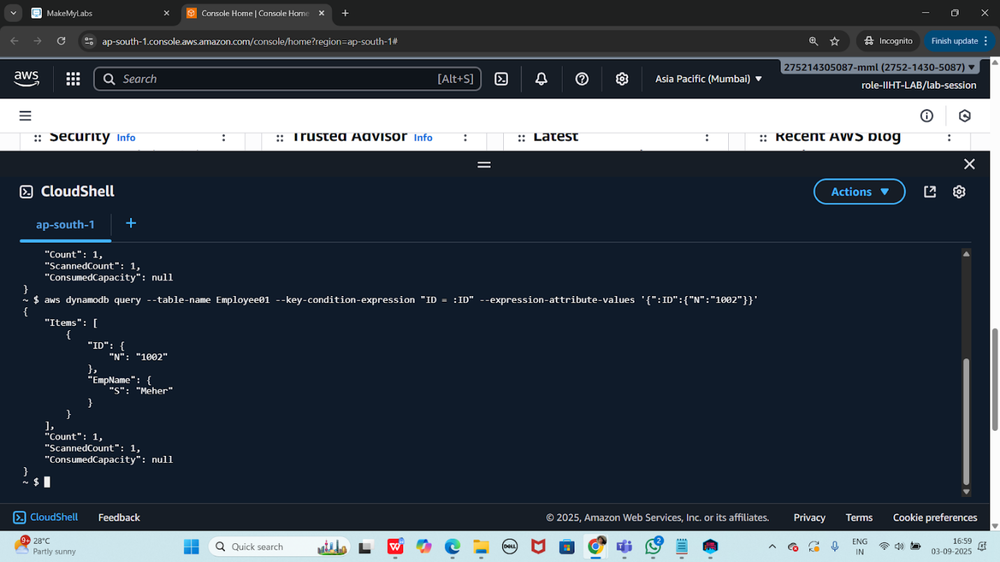 MakeMyLabs
Console Home | Console Home
ap-south-1.console.aws.amazon.com/console/home?region=ap-south-1#
Incognito
Finish update
aws
Search
[Alt+S]
Asia Pacific (Mumbai)
275214305087-mml (2752-1430-5087)
role-IIHT-LAB/lab-session
Security Info
Trusted Advisor Info
Latest
Recent AWS blog
CloudShell
Actions
ap-south-1
"Count": 1,
"ScannedCount": 1,
"ConsumedCapacity": null
}
~ $ aws dynamodb query --table-name Employee01 --key-condition-expression "ID = :ID" --expression-attribute-values '{":ID":{"N":"1002"}}'
{
"Items": [
{
"ID": {
"N": "1002"
},
"EmpName": {
"S": "Meher"
}
}
],
"Count": 1,
"ScannedCount": 1,
"ConsumedCapacity": null
}
~ $
CloudShell
Feedback
© 2025, Amazon Web Services, Inc. or its affiliates.
Privacy
Terms
Cookie preferences
9+
28°C
Partly sunny
Search
DELL
2
ENG
IN
16:59
03-09-2025